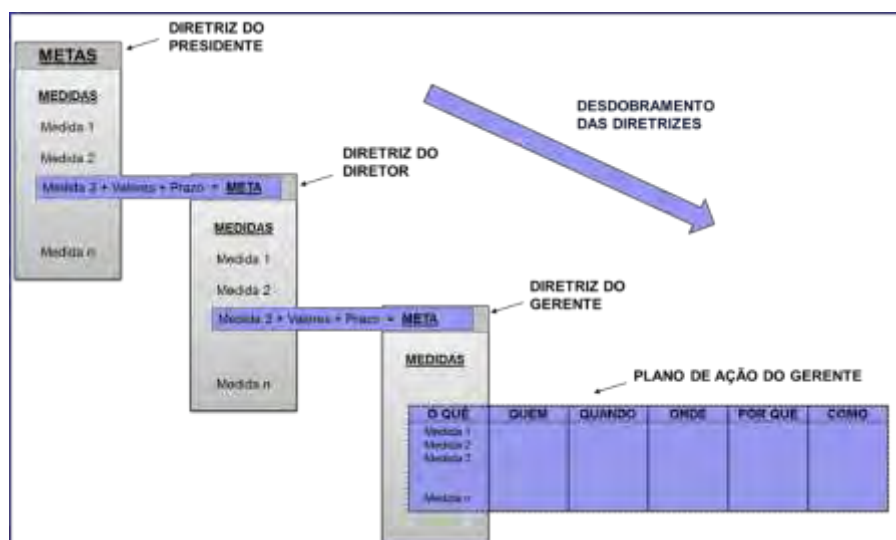 DIRETRIZ DO
PRESIDENTE
METAS
MEDIDAS
Medida 1
Medida 2
Medida 3 + Valores + Prazo = META
Medida n
DESDOBRAMENTO
DAS DIRETRIZES
DIRETRIZ DO
DIRETOR
MEDIDAS
Medida 1
Medida 2
Medida 3 + Valores + Prazo = META
Medida n
DIRETRIZ DO
GERENTE
MEDIDAS
PLANO DE AÇÃO DO GERENTE
O QUÊ QUEM QUANDO ONDE POR QUE COMO
Medida 1
Medida 2
Medida 3
Medida n